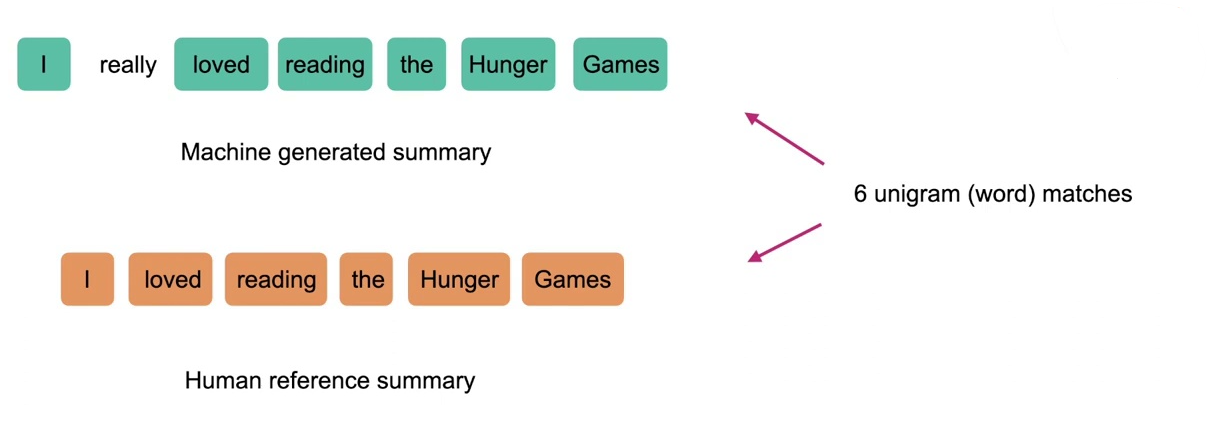 I really loved reading the Hunger Games
Machine generated summary
6 unigram (word) matches
I loved reading the Hunger Games
Human reference summary